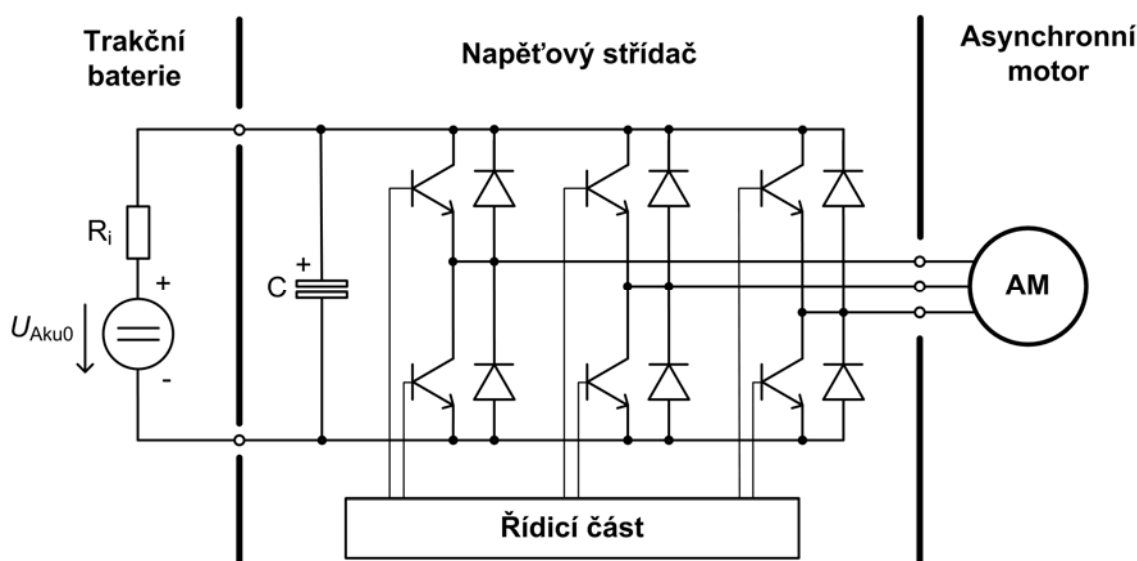 Trakční
baterie
Napěťový střídač
Asynchronní
motor
Ri
+
C
+
UAku0
-
AM
Řídicí část